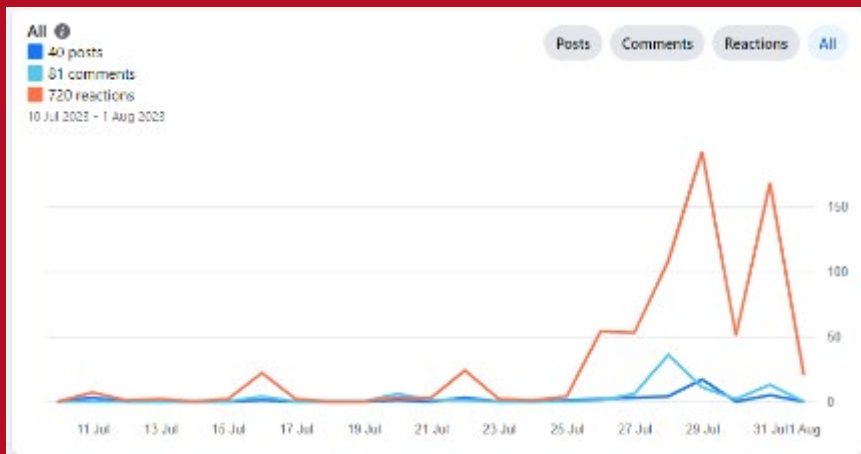 All
40 posts
81 comments
720 reactions
10 Jul 2023 - 1 Aug 2023
Posts Comments Reactions All
150
100
50
0
11 Jul 13 Jul 15 Jul 17 Jul 19 Jul 21 Jul 23 Jul 25 Jul 27 Jul 29 Jul 31 Jul 1 Aug